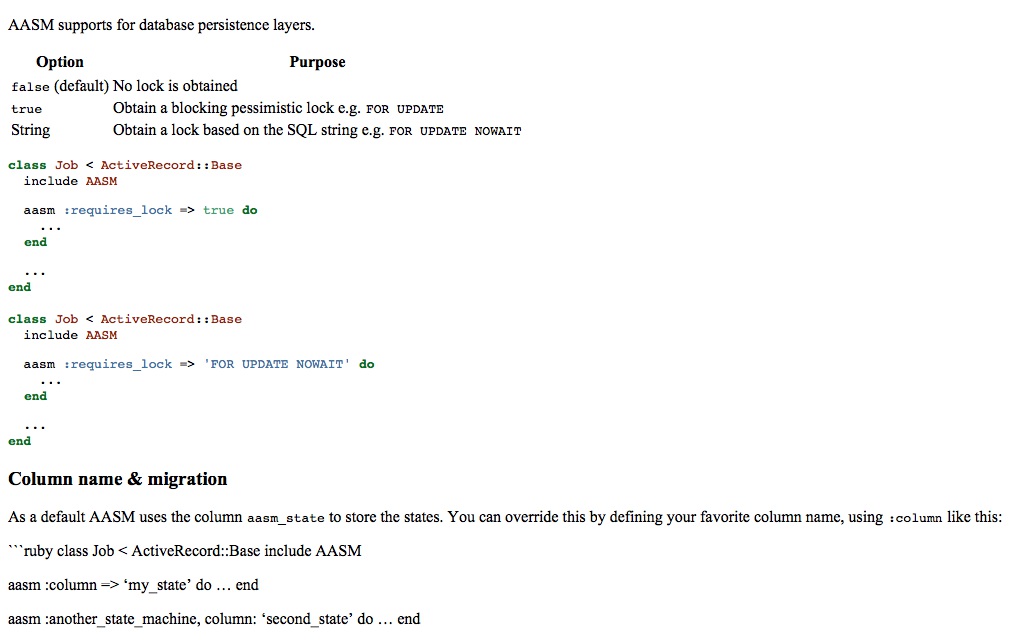 AASM supports for database persistence layers.
Option Purpose
false (default) No lock is obtained
true Obtain a blocking pessimistic lock e.g. FOR UPDATE
String Obtain a lock based on the SQL string e.g. FOR UPDATE NOWAIT
class Job < ActiveRecord::Base
  include AASM
  aasm :requires_lock => true do
    ...
  end
  ...
end
class Job < ActiveRecord::Base
  include AASM
  aasm :requires_lock => 'FOR UPDATE NOWAIT' do
    ...
  end
  ...
end
Column name & migration
As a default AASM uses the column aasm_state to store the states. You can override this by defining your favorite column name, using :column like this:
```ruby class Job < ActiveRecord::Base include AASM
aasm :column => ‘my_state’ do … end
aasm :another_state_machine, column: ‘second_state’ do … end